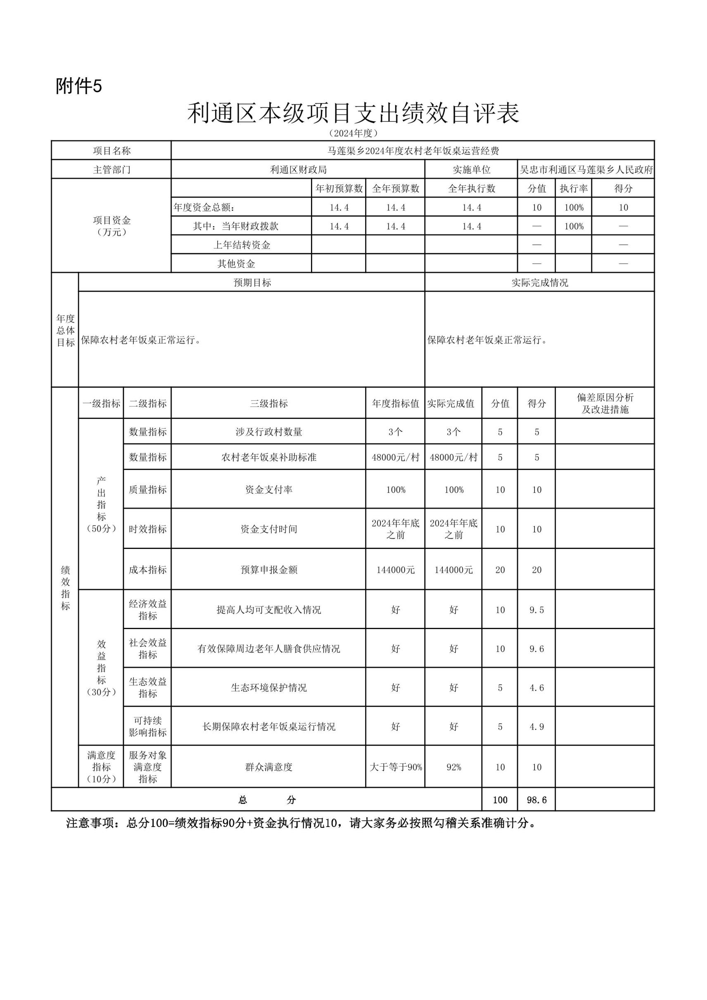 附件5
利通区本级项目支出绩效自评表
（2024年度）
项目名称 马莲渠乡2024年度农村老年饭桌运营经费
主管部门 利通区财政局 实施单位 吴忠市利通区马莲渠乡人民政府
项目资金
（万元）
年初预算数 全年预算数 全年执行数 分值 执行率 得分
年度资金总额： 14.4 14.4 14.4 10 100% 10
其中：当年财政拨款 14.4 14.4 14.4 — 100% —
上年结转资金 — —
其他资金 — —
年度
总体
目标
预期目标 实际完成情况
保障农村老年饭桌正常运行。 保障农村老年饭桌正常运行。
绩
效
指
标
一级指标 二级指标 三级指标 年度指标值 实际完成值 分值 得分 偏差原因分析
及改进措施
产
出
指
标
（50分）
数量指标 涉及行政村数量 3个 3个 5 5
数量指标 农村老年饭桌补助标准 48000元/村 48000元/村 5 5
质量指标 资金支付率 100% 100% 10 10
时效指标 资金支付时间 2024年年底
之前 2024年年底
之前 10 10
成本指标 预算申报金额 144000元 144000元 20 20
效
益
指
标
（30分）
经济效益
指标 提高人均可支配收入情况 好 好 10 9.5
社会效益
指标 有效保障周边老年人膳食供应情况 好 好 10 9.6
生态效益
指标 生态环境保护情况 好 好 5 4.6
可持续
影响指标 长期保障农村老年饭桌运行情况 好 好 5 4.9
满意度
指标
（10分）
服务对象
满意度
指标 群众满意度 大于等于90% 92% 10 10
总 分 100 98.6
注意事项：总分100=绩效指标90分+资金执行情况10，请大家务必按照勾稽关系准确计分。